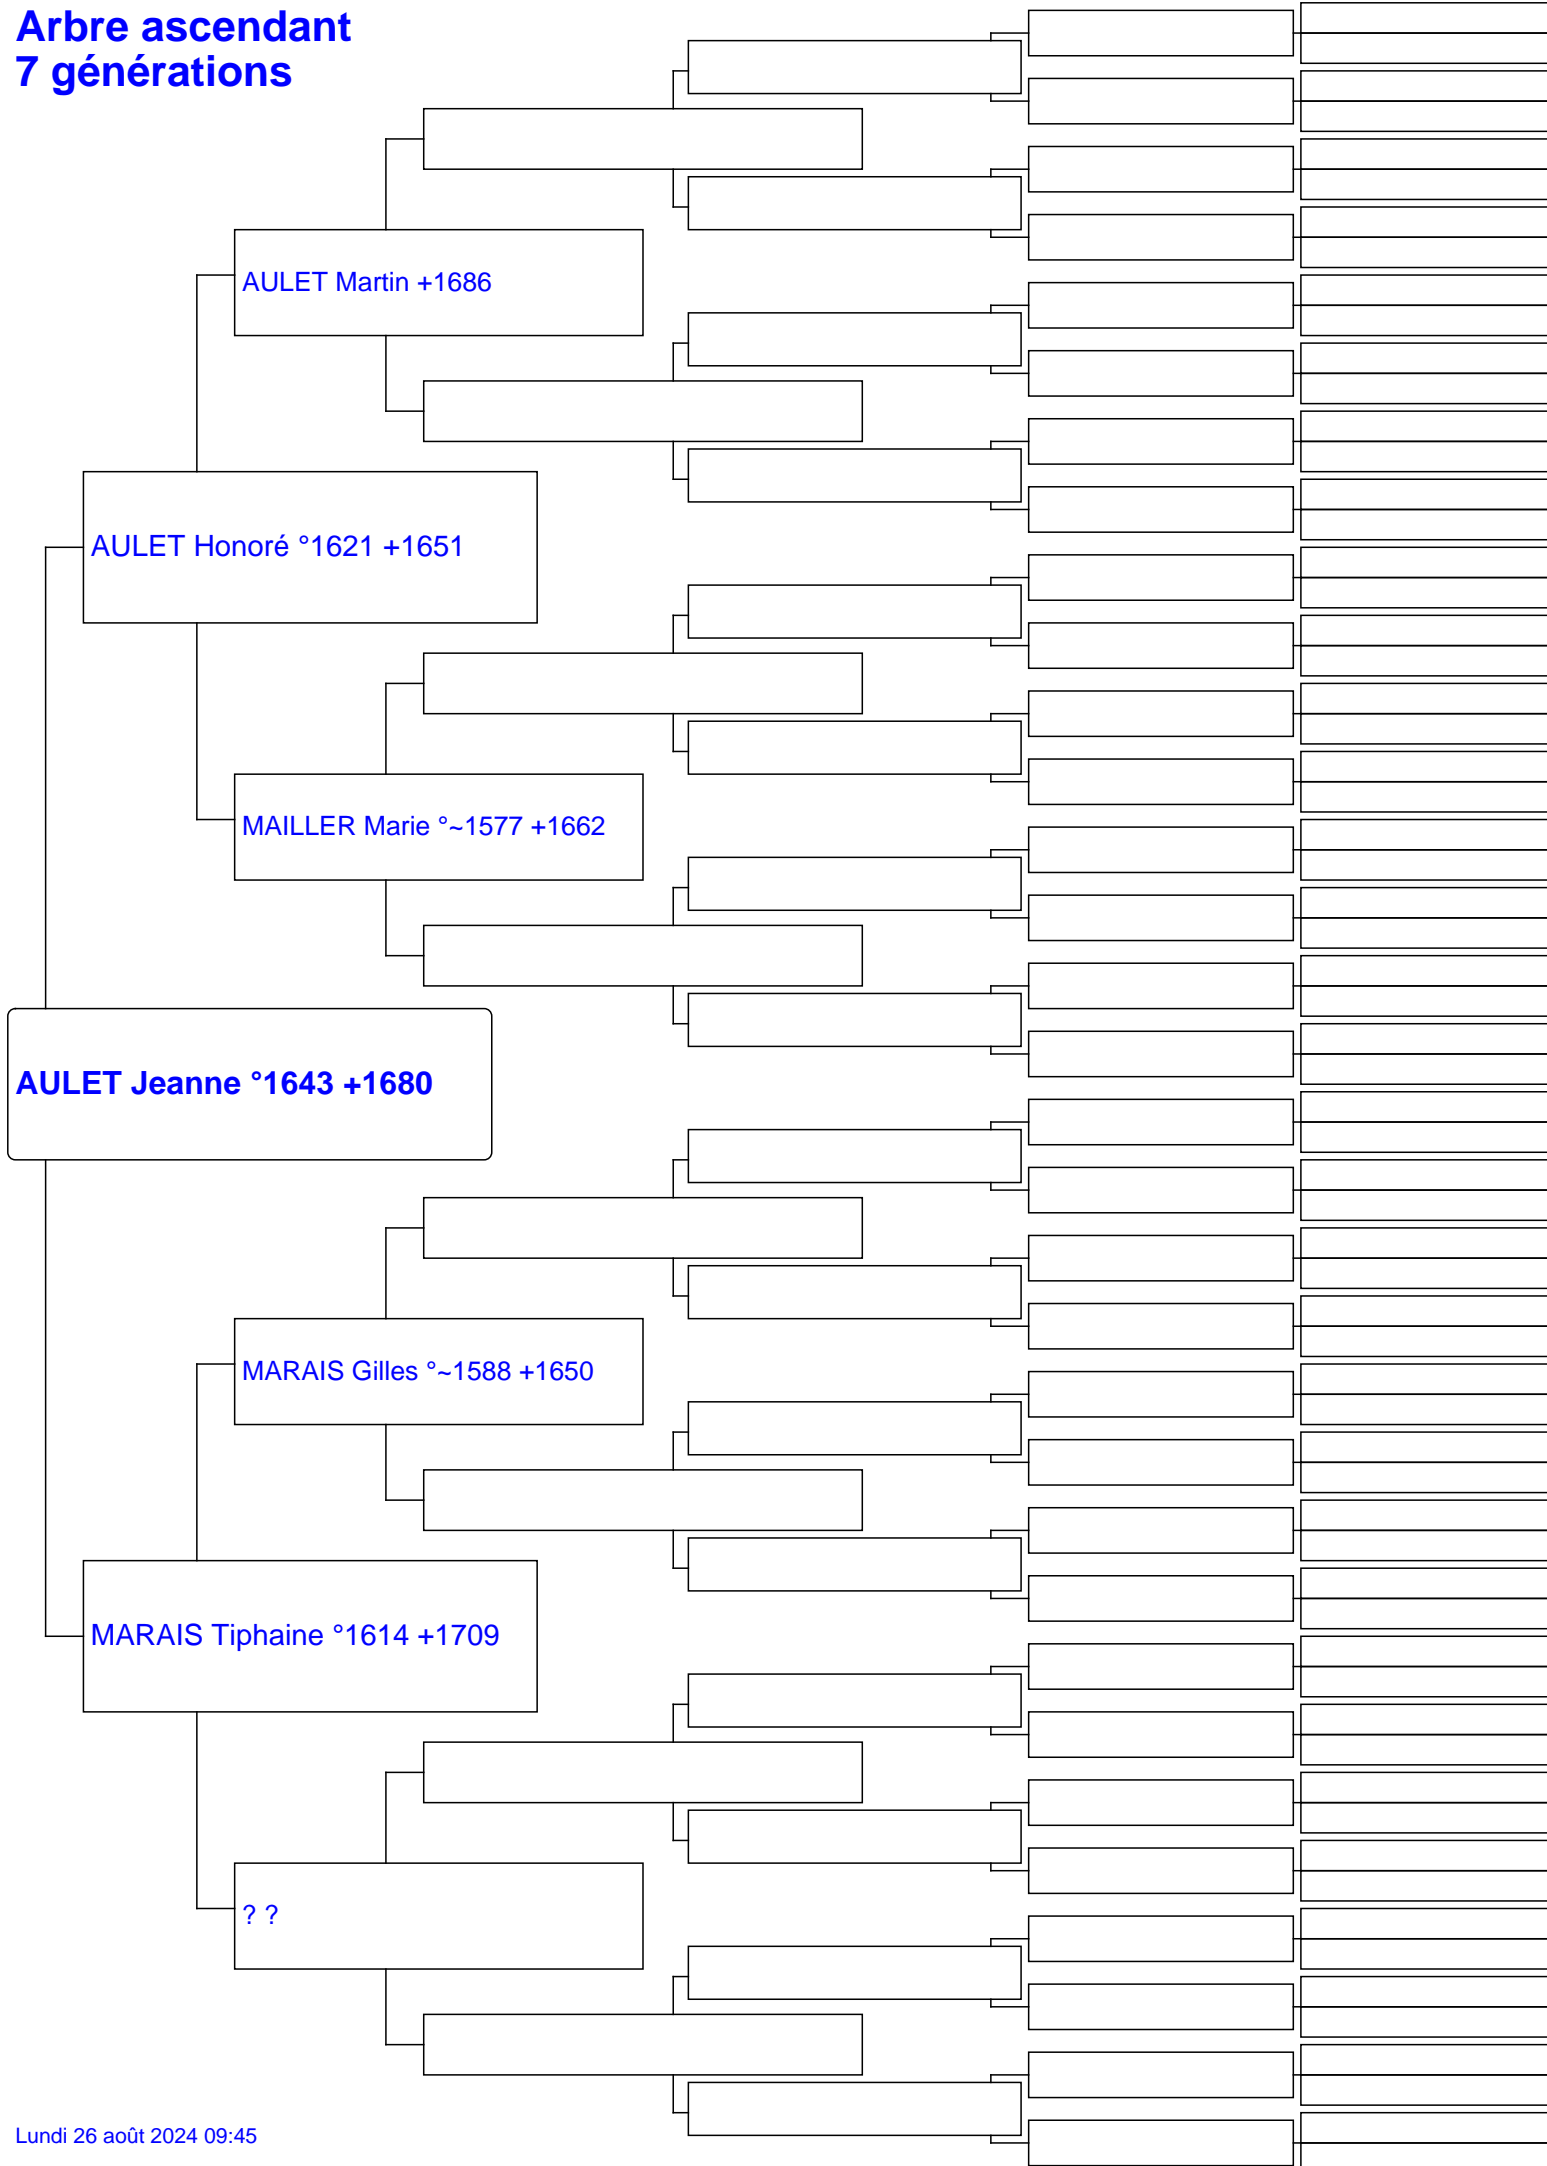 Arbre ascendant
7 générations
AULET Martin +1686
AULET Honoré °1621 +1651
MAILLER Marie °~1577 +1662
AULET Jeanne °1643 +1680
MARAIS Gilles °~1588 +1650
MARAIS Tiphaine °1614 +1709
? ?
Lundi 26 août 2024 09:45